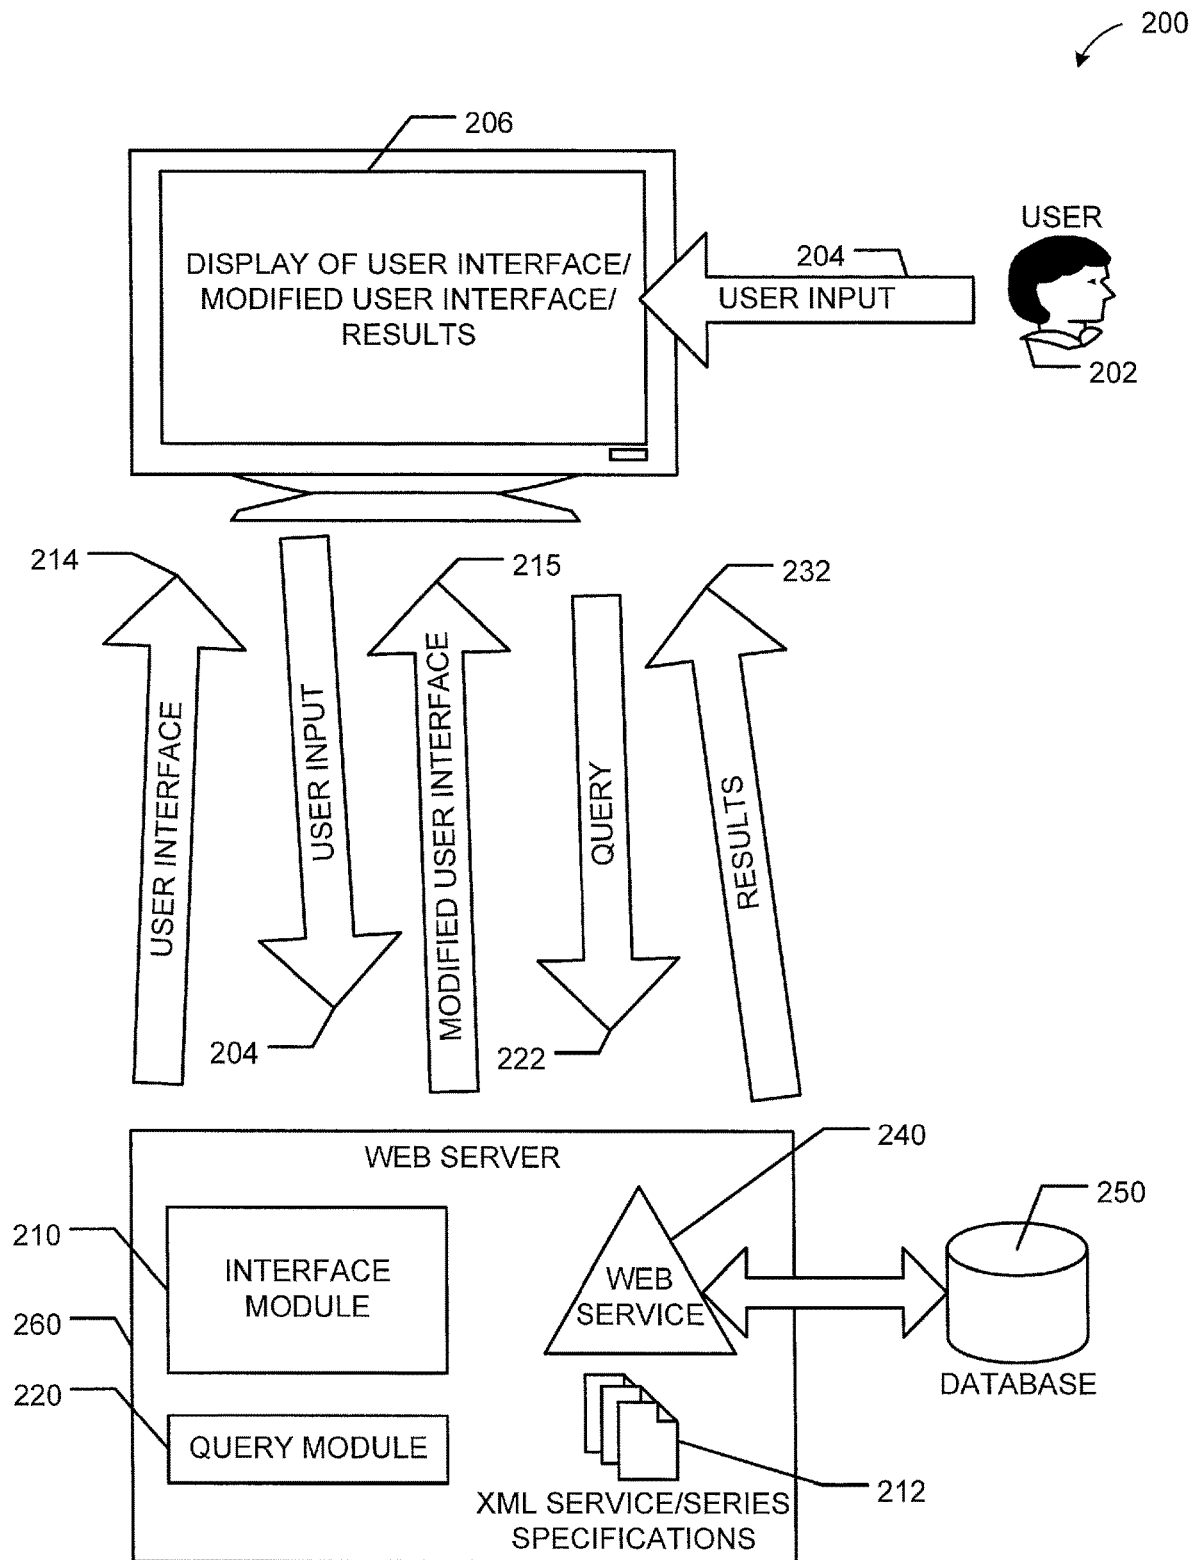 200
206
USER
204
DISPLAY OF USER INTERFACE/
MODIFIED USER INTERFACE/
RESULTS
USER INPUT
202
214
215
232
USER INTERFACE
USER INPUT
MODIFIED USER INTERFACE
QUERY
RESULTS
204
222
WEB SERVER
240
250
210
INTERFACE
MODULE
WEB
SERVICE
260
DATABASE
220
QUERY MODULE
212
XML SERVICE/SERIES
SPECIFICATIONS